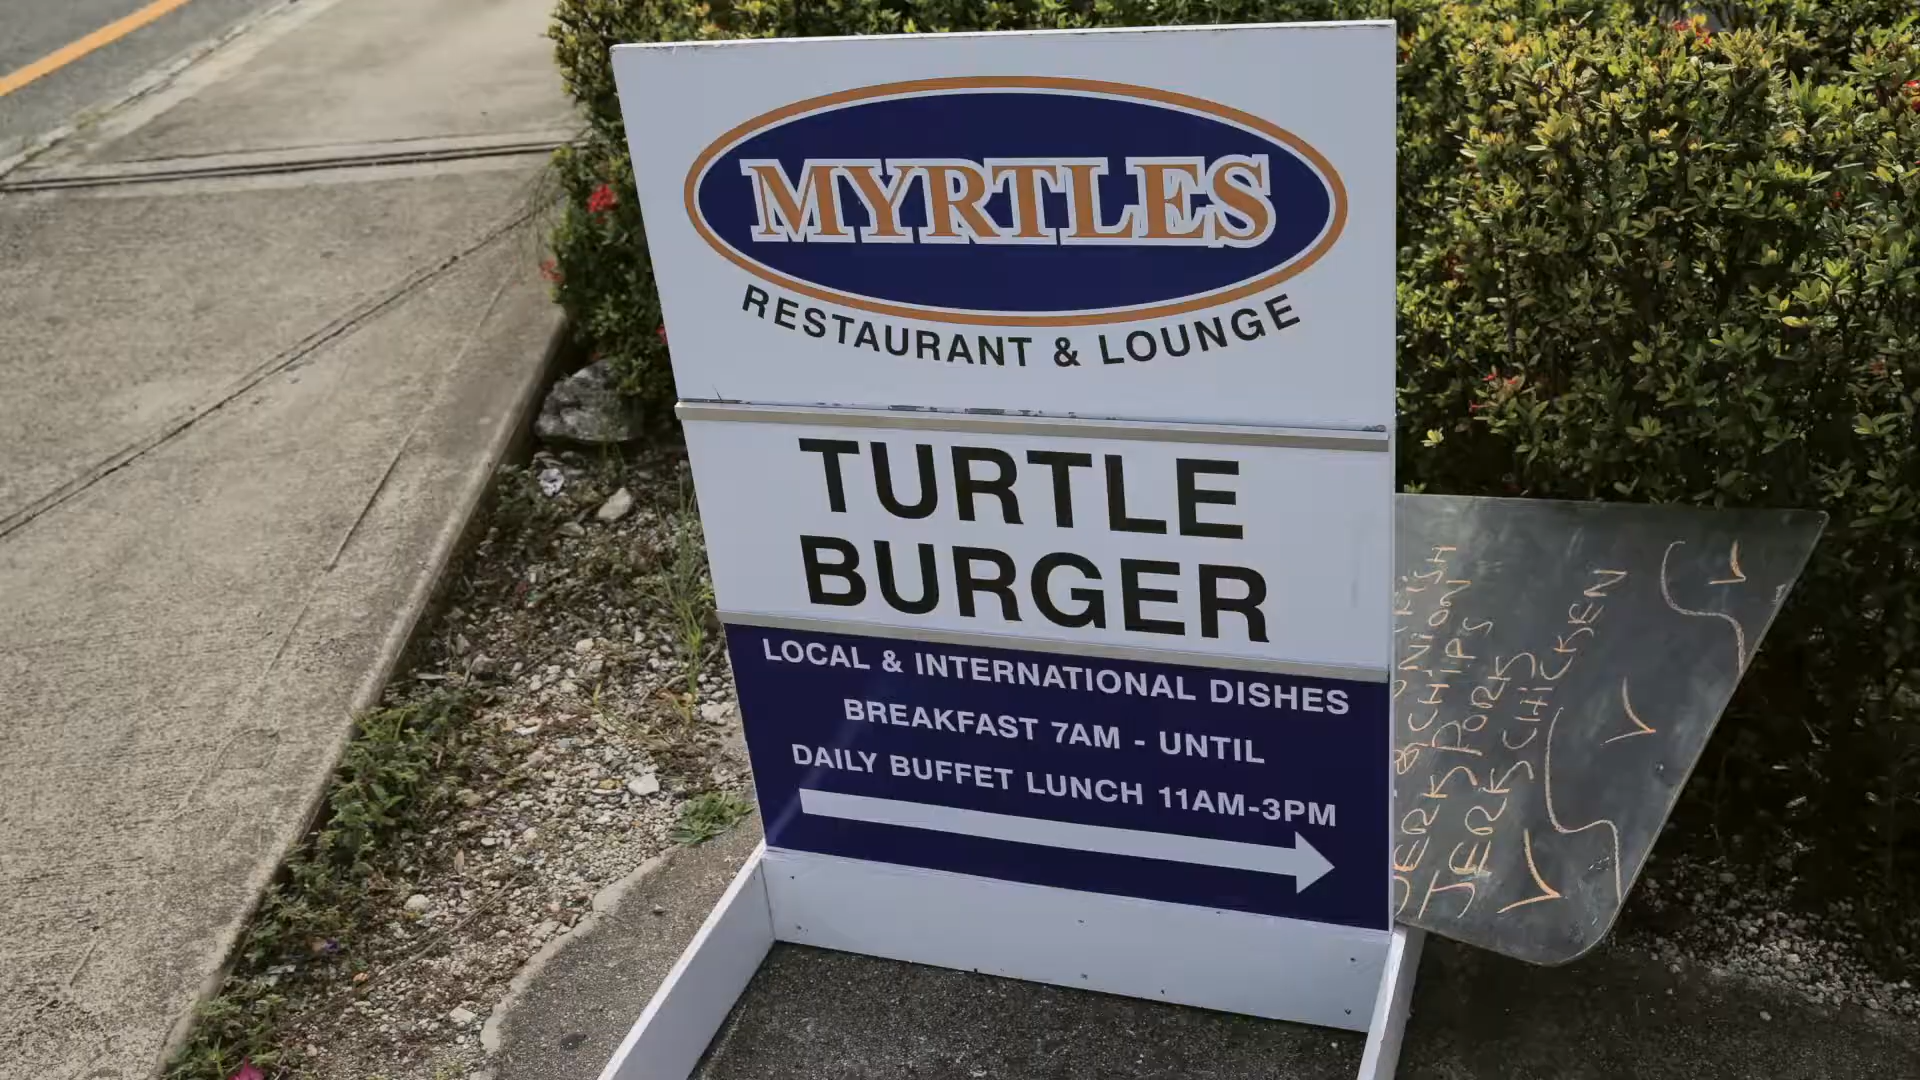 MYRTLES
RESTAURANT & LOUNGE
TURTLE
BURGER
LOCAL & INTERNATIONAL DISHES
BREAKFAST 7AM - UNTIL
DAILY BUFFET LUNCH 11AM-3PM
CHIPS
JERK PORK
JERK CHICKEN